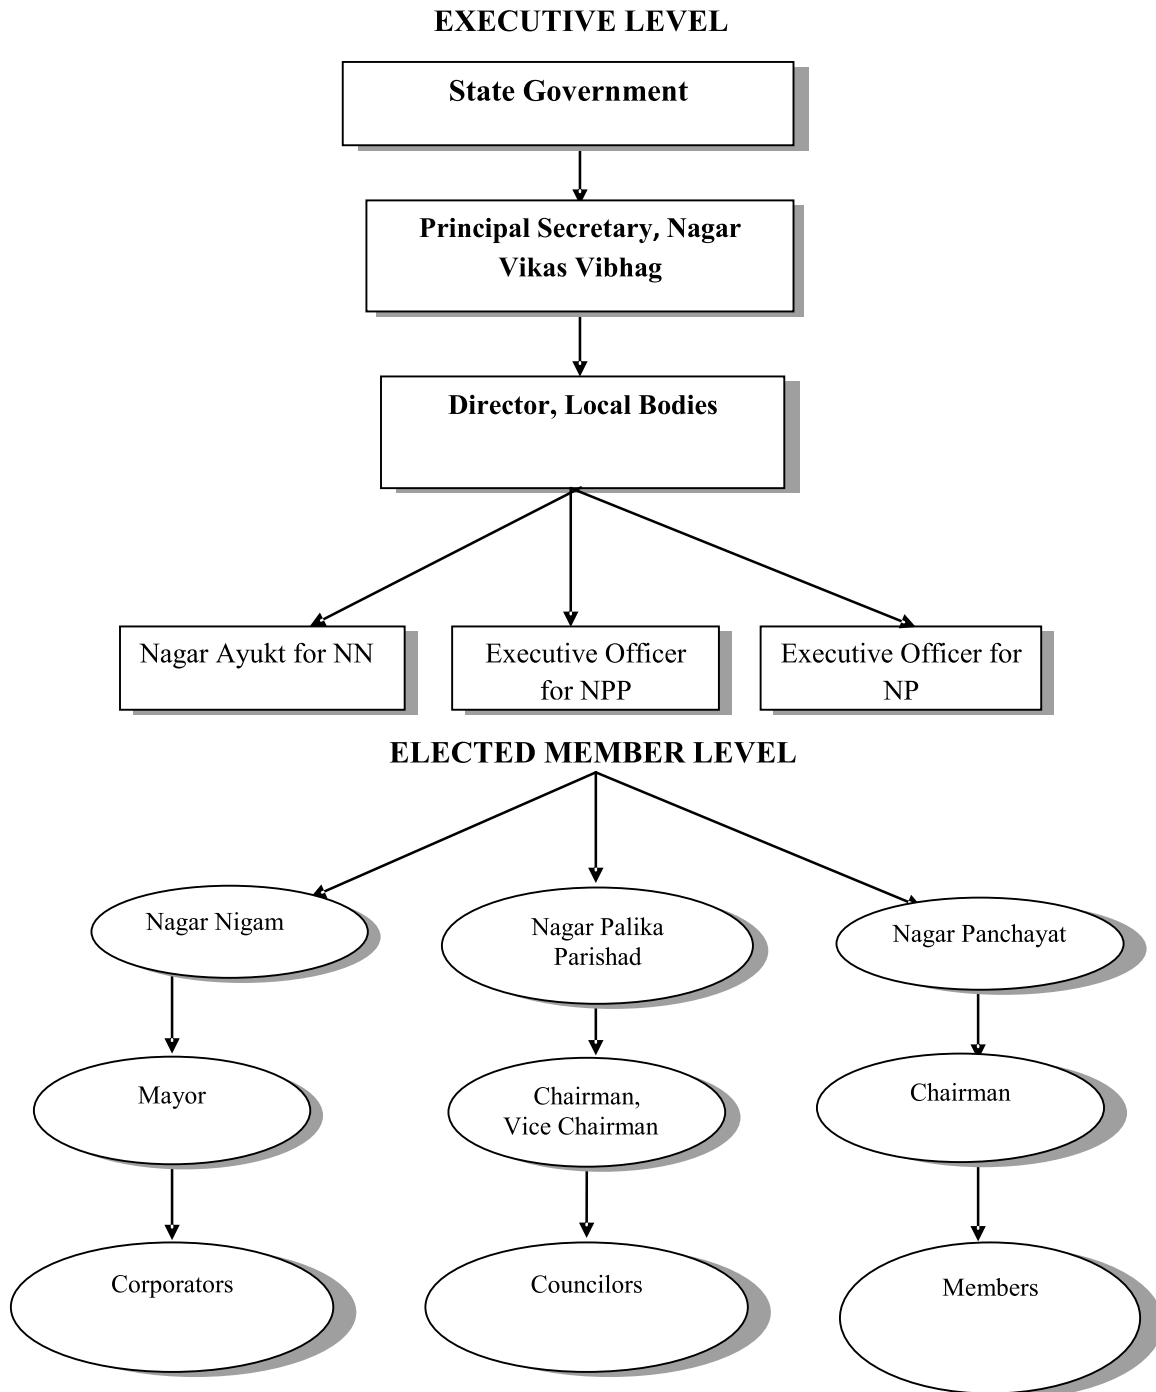 EXECUTIVE LEVEL
State Government
Principal Secretary, Nagar
Vikas Vibhag
Director, Local Bodies
Nagar Ayukt for NN
Executive Officer
for NPP
Executive Officer for
NP
ELECTED MEMBER LEVEL
Nagar Nigam
Nagar Palika
Parishad
Nagar Panchayat
Mayor
Chairman,
Vice Chairman
Chairman
Corporators
Councilors
Members